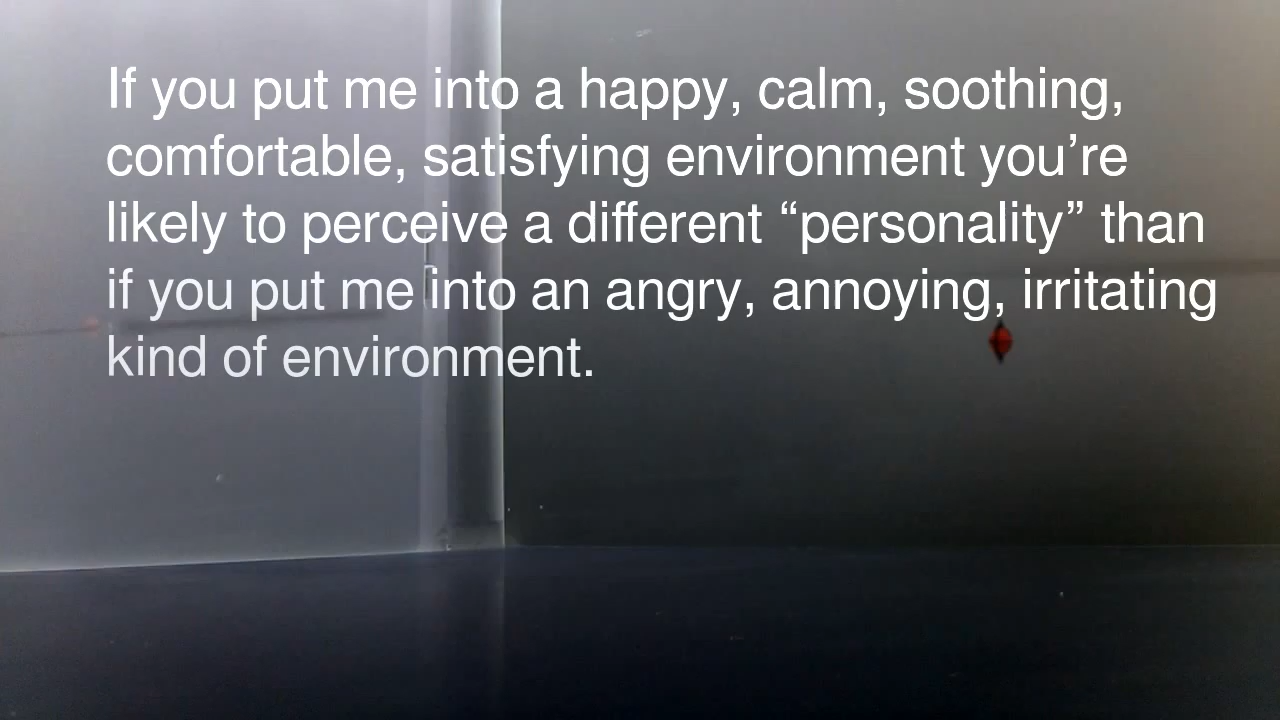 If you put me into a happy, calm, soothing,
comfortable, satisfying environment you’re
likely to perceive a different “personality” than
if you put me into an angry, annoying, irritating
kind of environment.